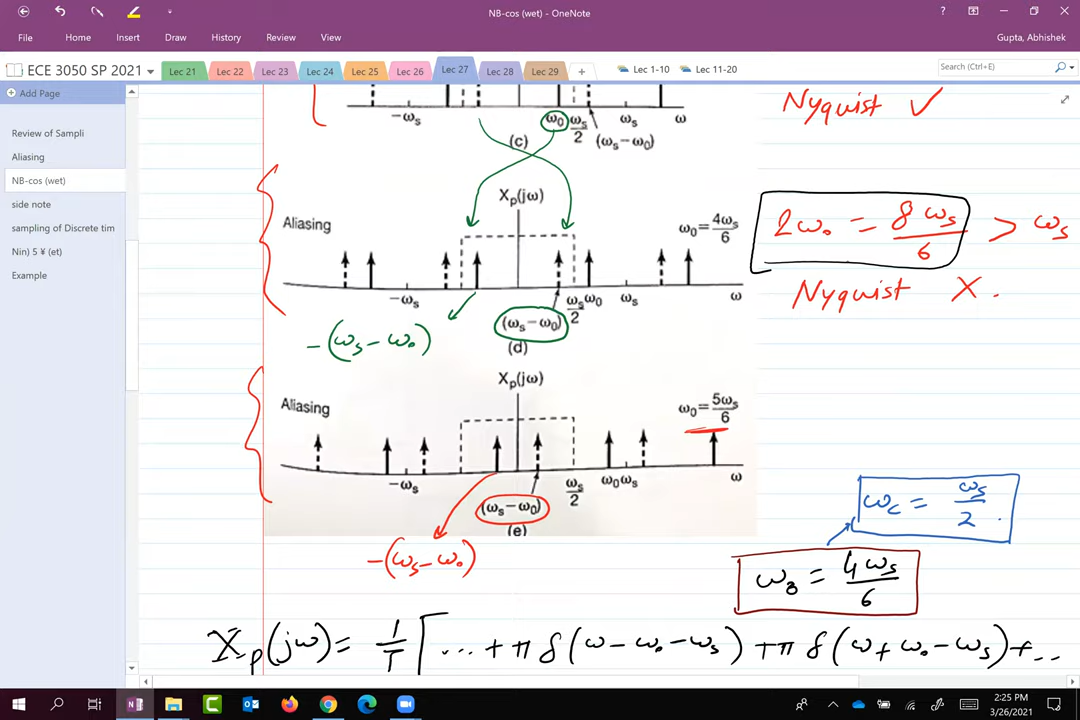 NB-cos (wet) - OneNote
?
File Home Insert Draw History Review View
Gupta, Abhishek
ECE 3050 SP 2021
Lec 21 Lec 22 Lec 23 Lec 24 Lec 25 Lec 26 Lec 27 Lec 28 Lec 29 +
Lec 1-10 Lec 11-20
Search (Ctrl+E)
Add Page
Review of Sampli
Aliasing
NB-cos (wet)
side note
sampling of Discrete tim
Nin) 5 ¥ (et)
Example
-ωs ω0 ωs/2 (ωs-ω0) ωs ω
(c)
Nyquist ✓
Xp(jω)
Aliasing
ω0=4ωs/6
2ω0 = 8ωs/6 > ωs
Nyquist X.
-ωs (ωs-ω0) ωs/2 ω0 ωs ω
-(ωs-ω0)
(d)
Xp(jω)
Aliasing
ω0=5ωs/6
-ωs (ωs-ω0) ωs/2 ω0 ωs ω
(e)
-(ωs-ω0)
ωc = ωs/2.
ω3 = 4ωs/6
Xp(jω) = 1/T [... + π δ(ω-ω0-ωs) + π δ(ω+ω0-ωs)+...
2:25 PM
3/26/2021